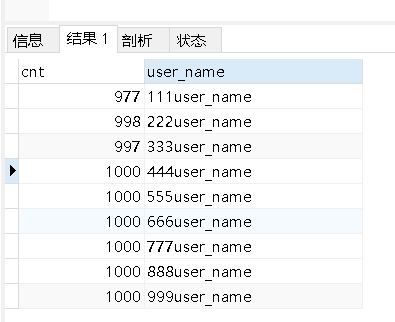 信息 结果 1 剖析 状态
cnt user_name
977 111user_name
998 222user_name
997 333user_name
1000 444user_name
1000 555user_name
1000 666user_name
1000 777user_name
1000 888user_name
1000 999user_name